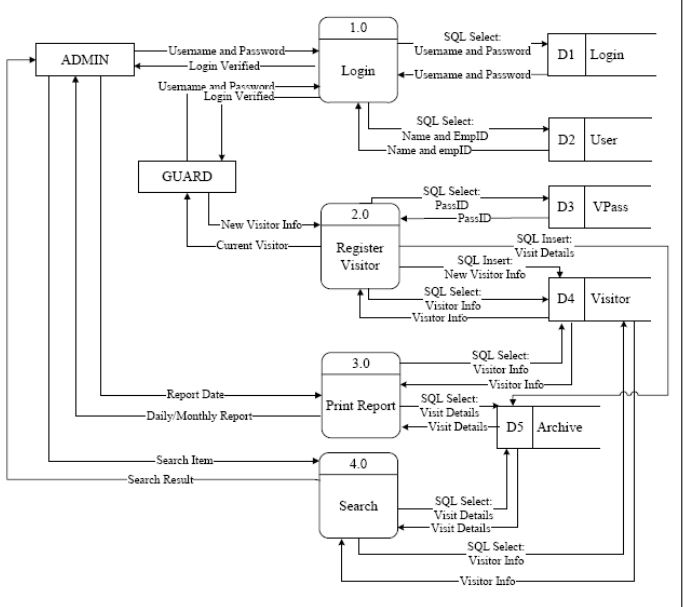 1.0
Login
ADMIN
Username and Password
Login Verified
Username and Password
Login Verified
SQL Select:
Username and Password
Username and Password
D1
Login
SQL Select:
Name and EmpID
Name and empID
D2
User
GUARD
New Visitor Info
Current Visitor
2.0
Register
Visitor
SQL Select:
PassID
PassID
D3
VPass
SQL Insert:
Visit Details
SQL Insert:
New Visitor Info
SQL Select:
Visitor Info
Visitor Info
D4
Visitor
3.0
Print Report
Report Date
Daily/Monthly Report
SQL Select:
Visitor Info
Visitor Info
SQL Select:
Visit Details
Visit Details
D5
Archive
4.0
Search
Search Item
Search Result
SQL Select:
Visit Details
Visit Details
SQL Select:
Visitor Info
Visitor Info